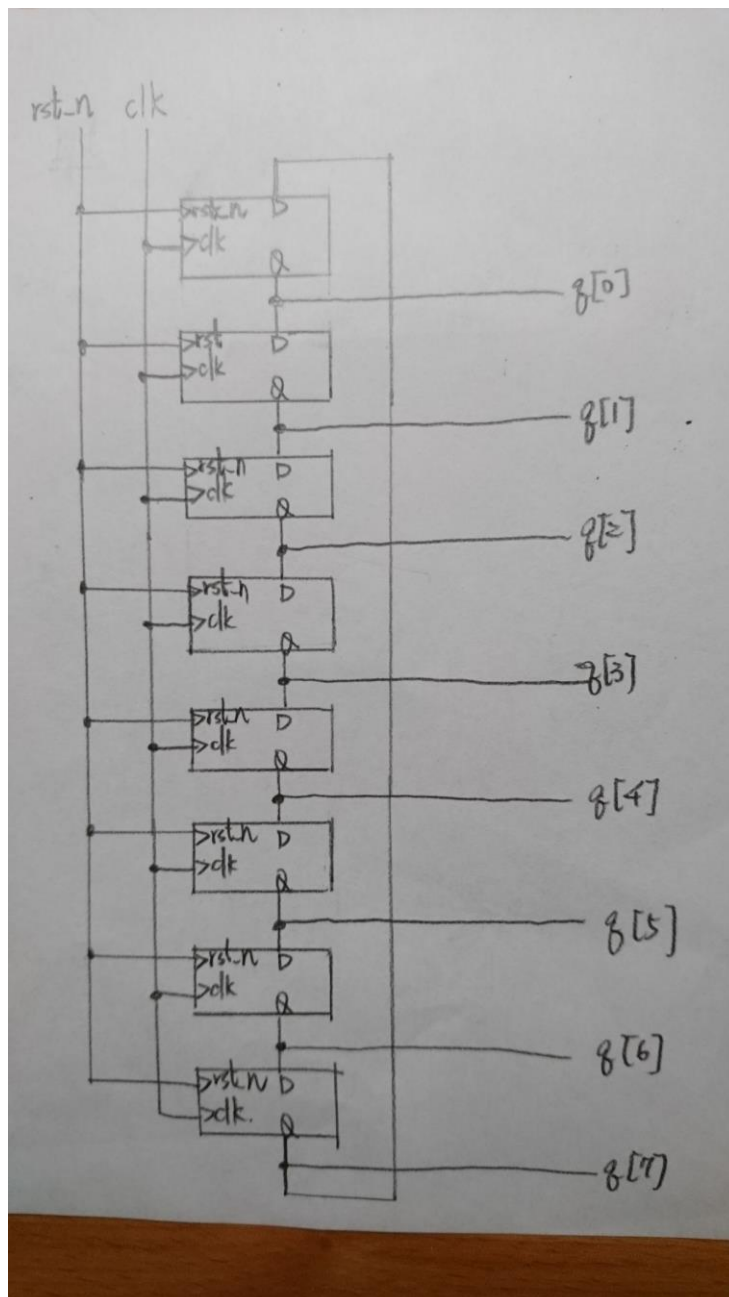 rst_n clk
rst_n D
clk
Q
q[0]
rst D
clk
Q
q[1]
rst_n D
clk
Q
q[2]
rst_n D
clk
Q
q[3]
rst_n D
clk
Q
q[4]
rst_n D
clk
Q
q[5]
rst_n D
clk
Q
q[6]
rst_n D
clk.
Q
q[7]